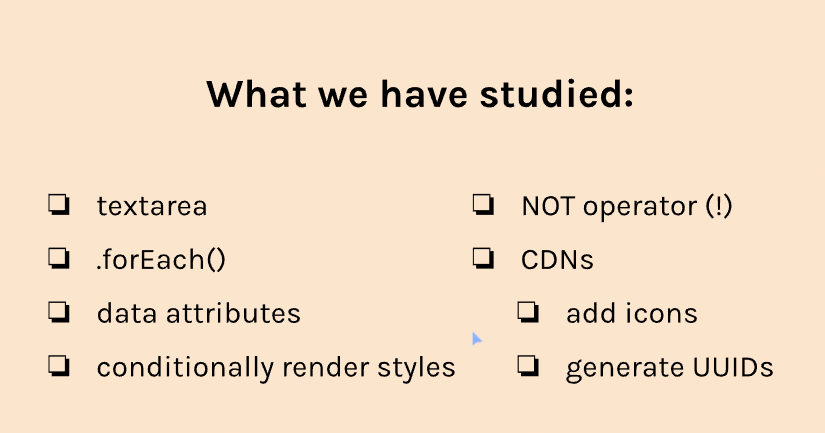 What we have studied:
❏ textarea
❏ .forEach()
❏ data attributes
❏ conditionally render styles
❏ NOT operator (!)
❏ CDNs
❏ add icons
❏ generate UUIDs